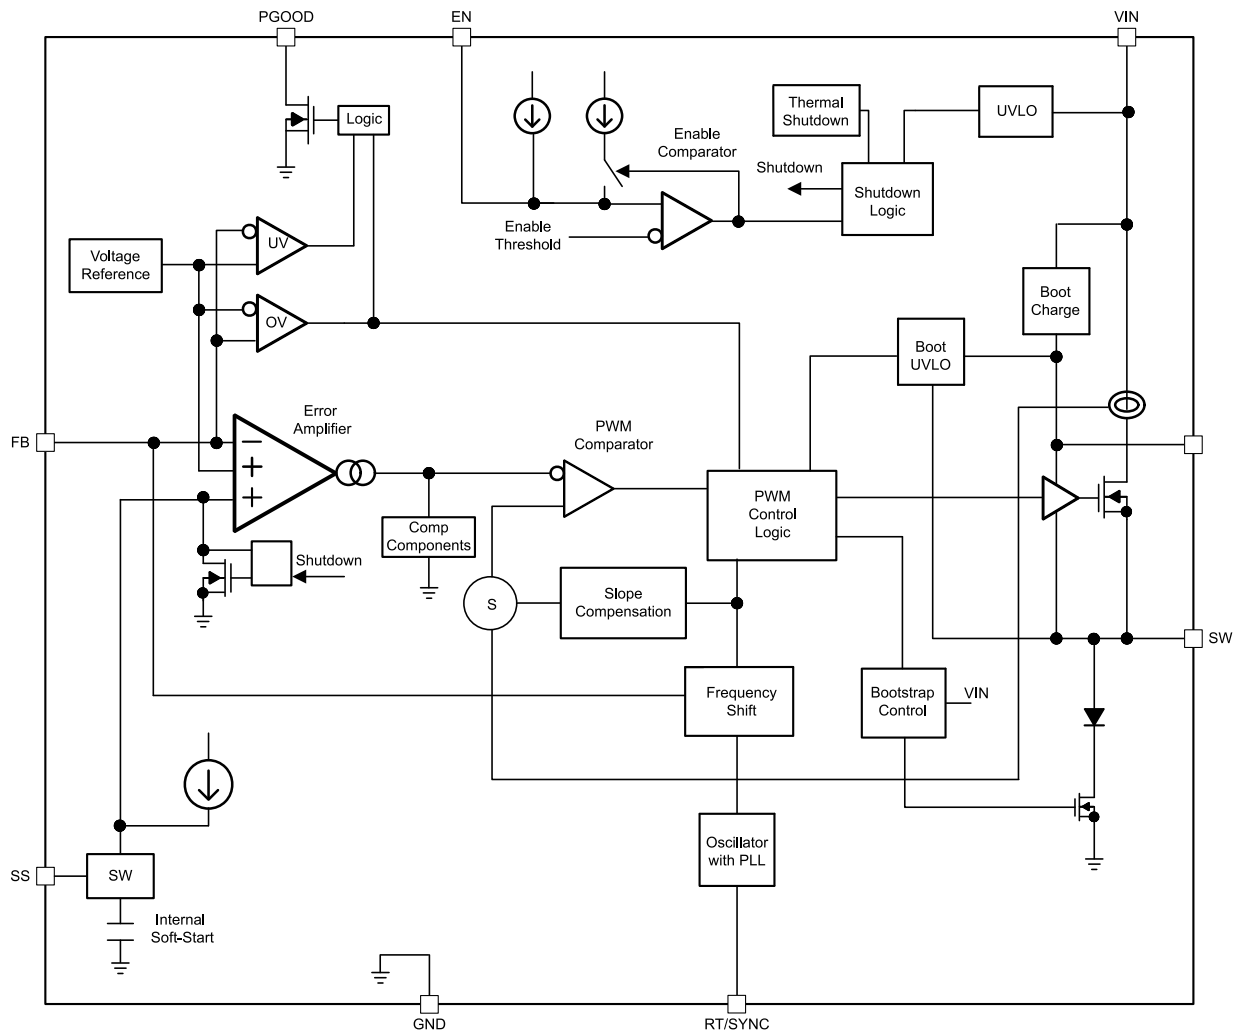 PGOOD
EN
VIN
Thermal
Shutdown
UVLO
Logic
Enable
Comparator
Shutdown
Shutdown
Logic
Enable
Threshold
UV
Voltage
Reference
Boot
Charge
OV
Boot
UVLO
Error
Amplifier
PWM
Comparator
FB
−
+
+
PWM
Control
Logic
Comp
Components
Shutdown
S
Slope
Compensation
SW
Frequency
Shift
Bootstrap
Control
VIN
Oscillator
with PLL
SS
SW
Internal
Soft-Start
GND
RT/SYNC